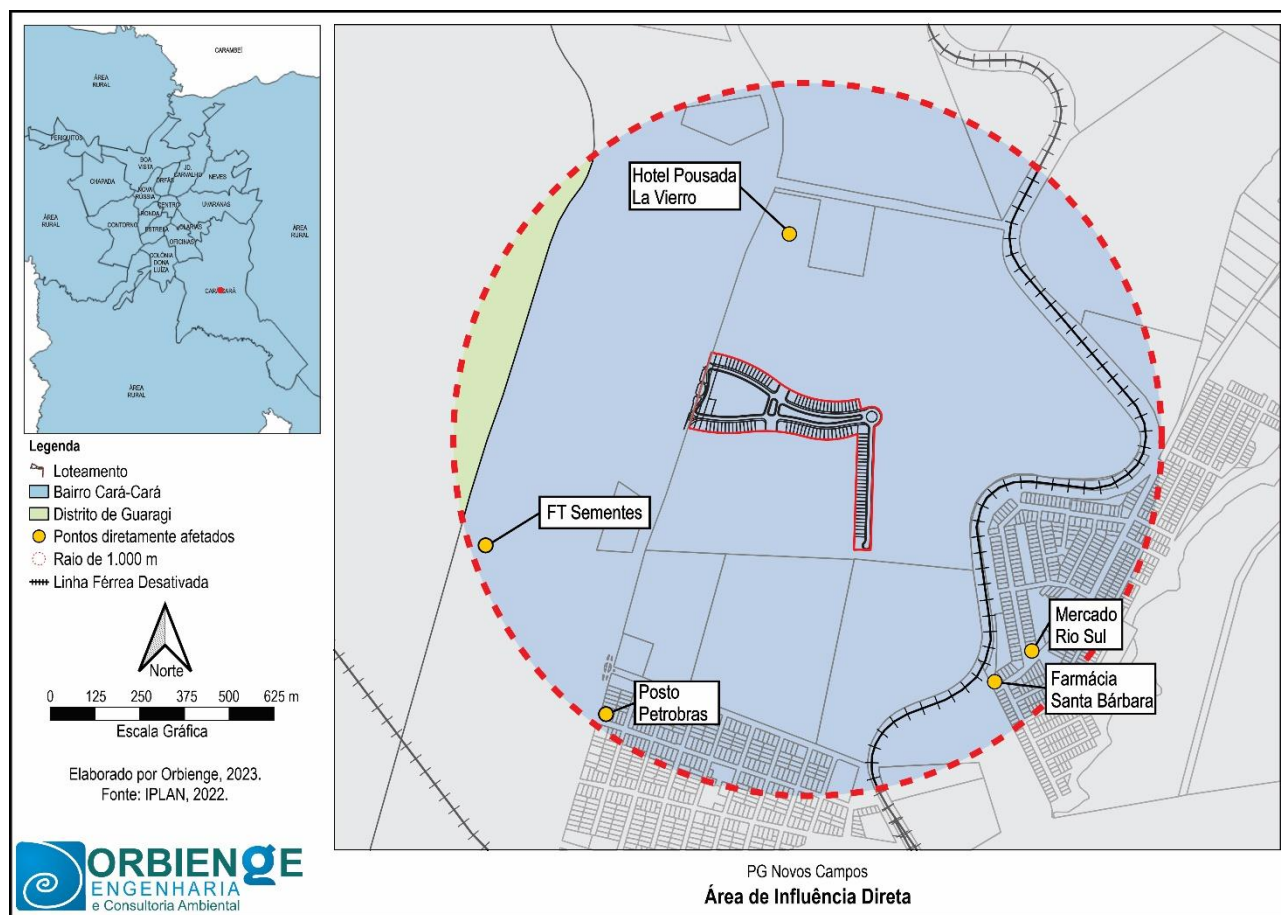 CARAMBEÍ
ÁREA
RURAL
PERIQUITOS
BOA
VISTA
JD.
CARVALHO
ÓRFÃS
NEVES
CHAPADA
NOVA
RÚSSIA
CENTRO
UVARANAS
RONDA
ÁREA
RURAL
CONTORNO
ESTRELA
OLARIAS
ÁREA
RURAL
OFICINAS
COLÔNIA
DONA
LUÍZA
CARÁ-CARÁ
ÁREA
RURAL
Legenda
Loteamento
Bairro Cará-Cará
Distrito de Guaragi
Pontos diretamente afetados
Raio de 1.000 m
Linha Férrea Desativada
Norte
0 125 250 375 500 625 m
Escala Gráfica
Elaborado por Orbienge, 2023.
Fonte: IPLAN, 2022.
ORBIENGE
ENGENHARIA
e Consultoria Ambiental
Hotel Pousada
La Vierro
FT Sementes
Mercado
Rio Sul
Farmácia
Santa Bárbara
Posto
Petrobras
PG Novos Campos
Área de Influência Direta